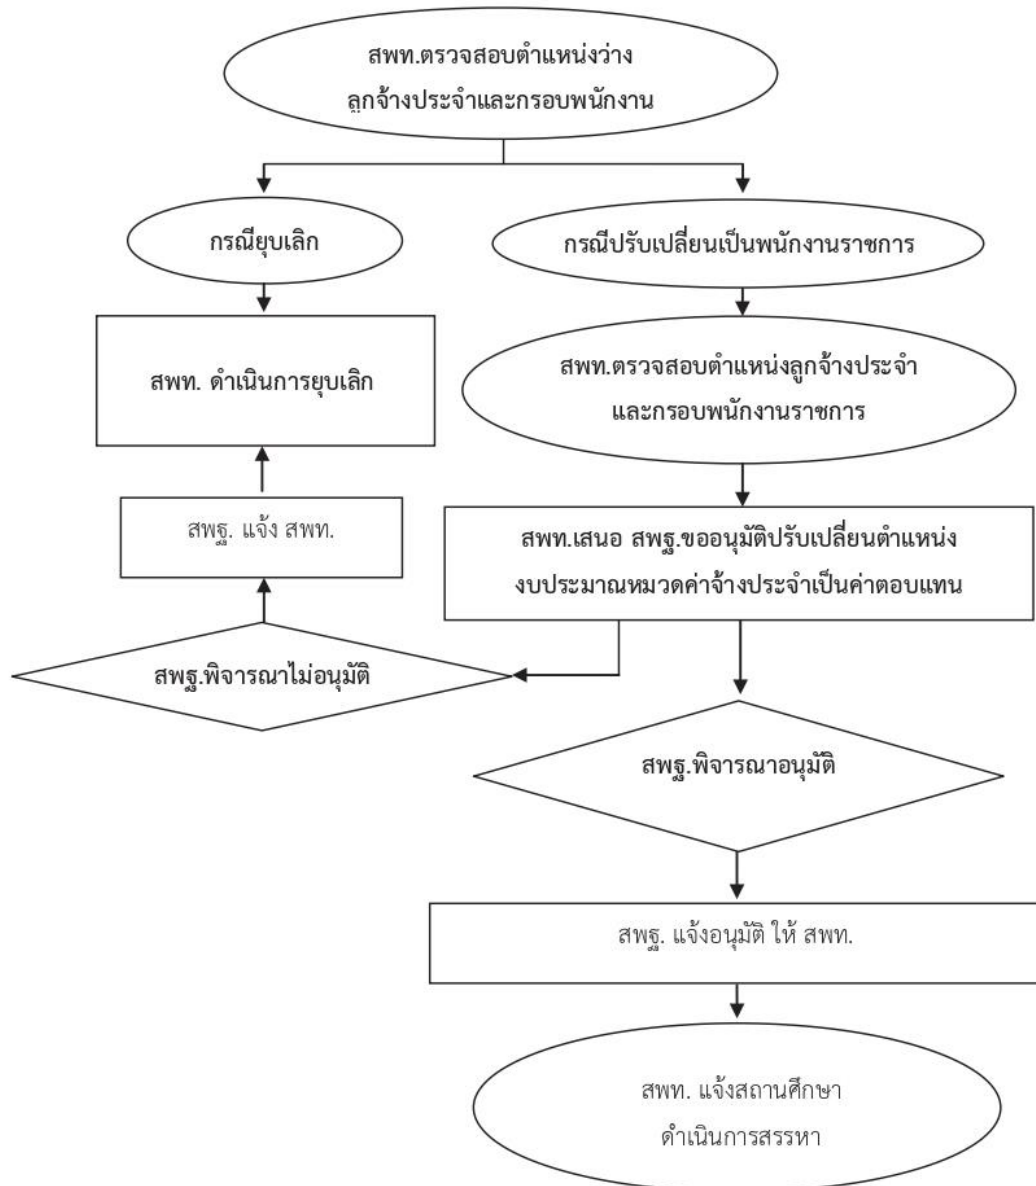 สพท.ตรวจสอบตำแหน่งว่าง
ลูกจ้างประจำและกรอบพนักงาน
กรณียุบเลิก
กรณีปรับเปลี่ยนเป็นพนักงานราชการ
สพท. ดำเนินการยุบเลิก
สพท.ตรวจสอบตำแหน่งลูกจ้างประจำ
และกรอบพนักงานราชการ
สพฐ. แจ้ง สพท.
สพท.เสนอ สพฐ.ขออนุมัติปรับเปลี่ยนตำแหน่ง
งบประมาณหมวดค่าจ้างประจำเป็นค่าตอบแทน
สพฐ.พิจารณาไม่อนุมัติ
สพฐ.พิจารณาอนุมัติ
สพฐ. แจ้งอนุมัติ ให้ สพท.
สพท. แจ้งสถานศึกษา
ดำเนินการสรรหา